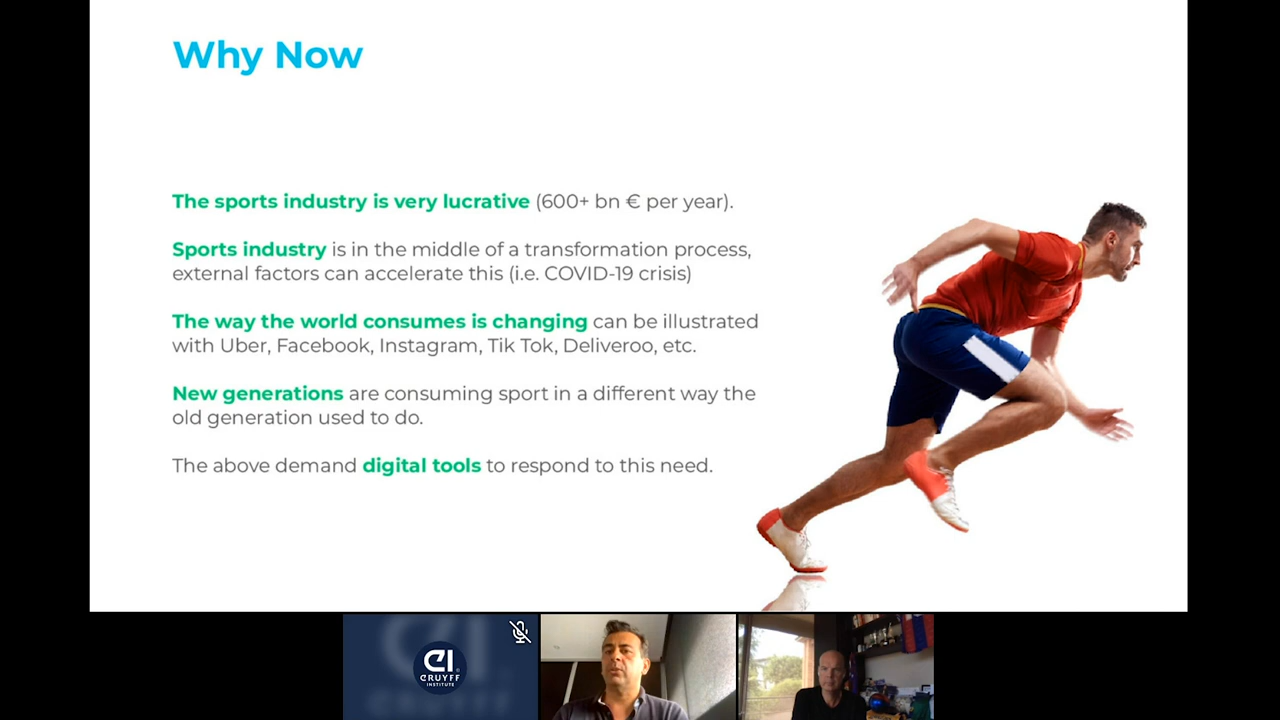 Why Now
The sports industry is very lucrative (600+ bn € per year).
Sports industry is in the middle of a transformation process,
external factors can accelerate this (i.e. COVID-19 crisis)
The way the world consumes is changing can be illustrated
with Uber, Facebook, Instagram, Tik Tok, Deliveroo, etc.
New generations are consuming sport in a different way the
old generation used to do.
The above demand digital tools to respond to this need.
CI
CRUYFF
INSTITUTE
CRUYFF